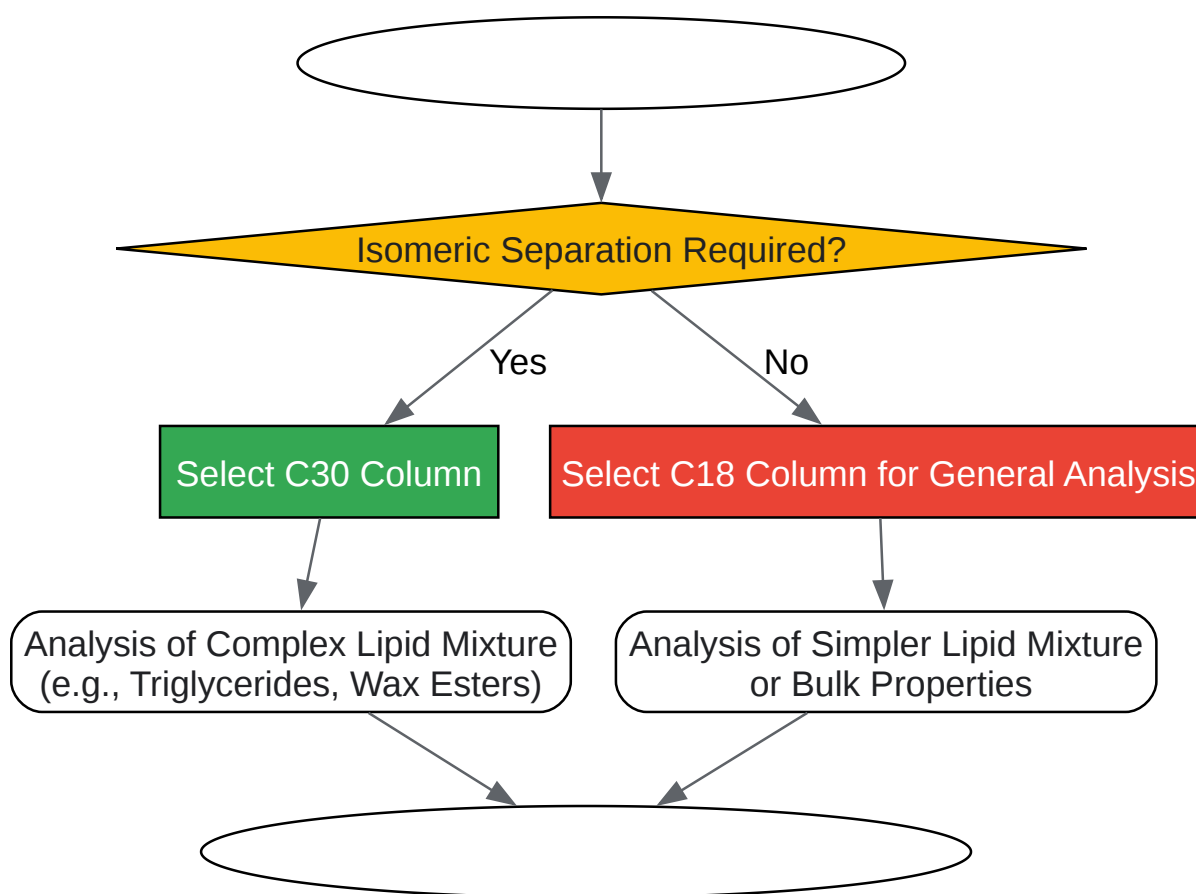 Isomeric Separation Required?
Yes
No
Select C30 Column
Select C18 Column for General Analysis
Analysis of Complex Lipid Mixture
(e.g., Triglycerides, Wax Esters)
Analysis of Simpler Lipid Mixture
or Bulk Properties